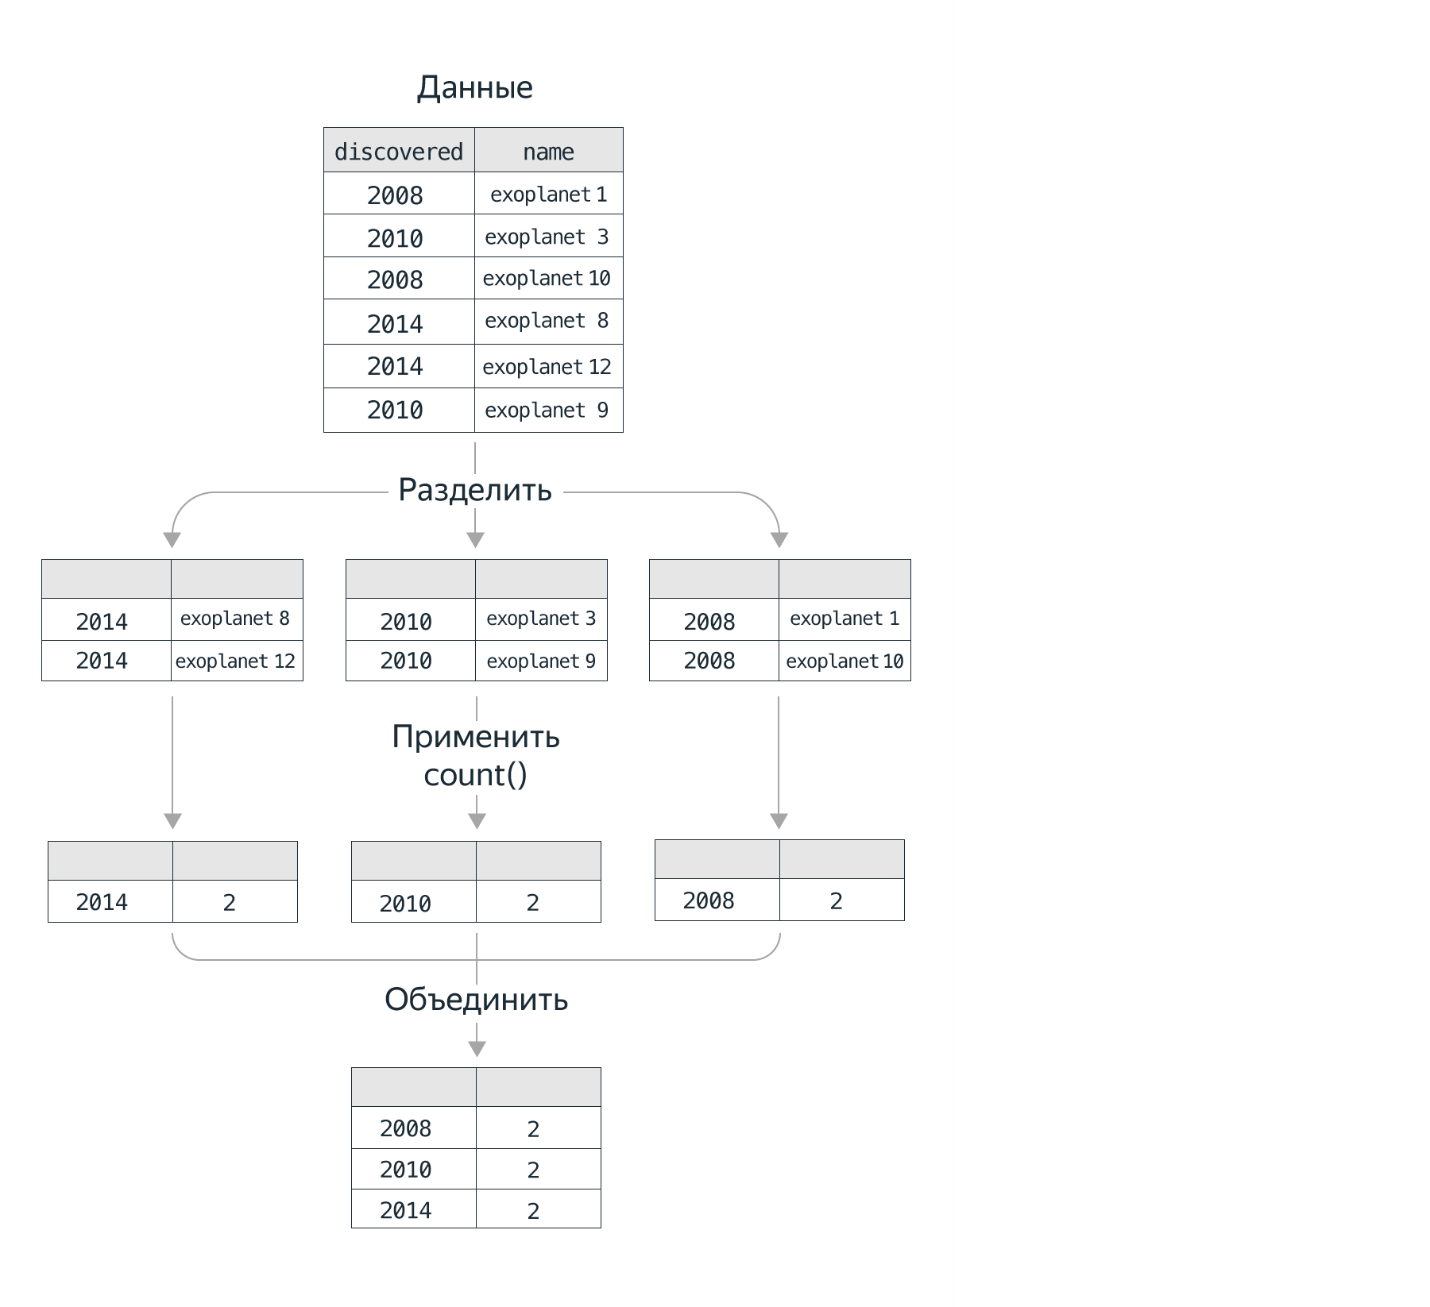 Данные
discovered name
2008 exoplanet 1
2010 exoplanet 3
2008 exoplanet 10
2014 exoplanet 8
2014 exoplanet 12
2010 exoplanet 9
Разделить
2014 exoplanet 8 2010 exoplanet 3 2008 exoplanet 1
2014 exoplanet 12 2010 exoplanet 9 2008 exoplanet 10
Применить
count()
2014 2 2010 2 2008 2
Объединить
2008 2
2010 2
2014 2